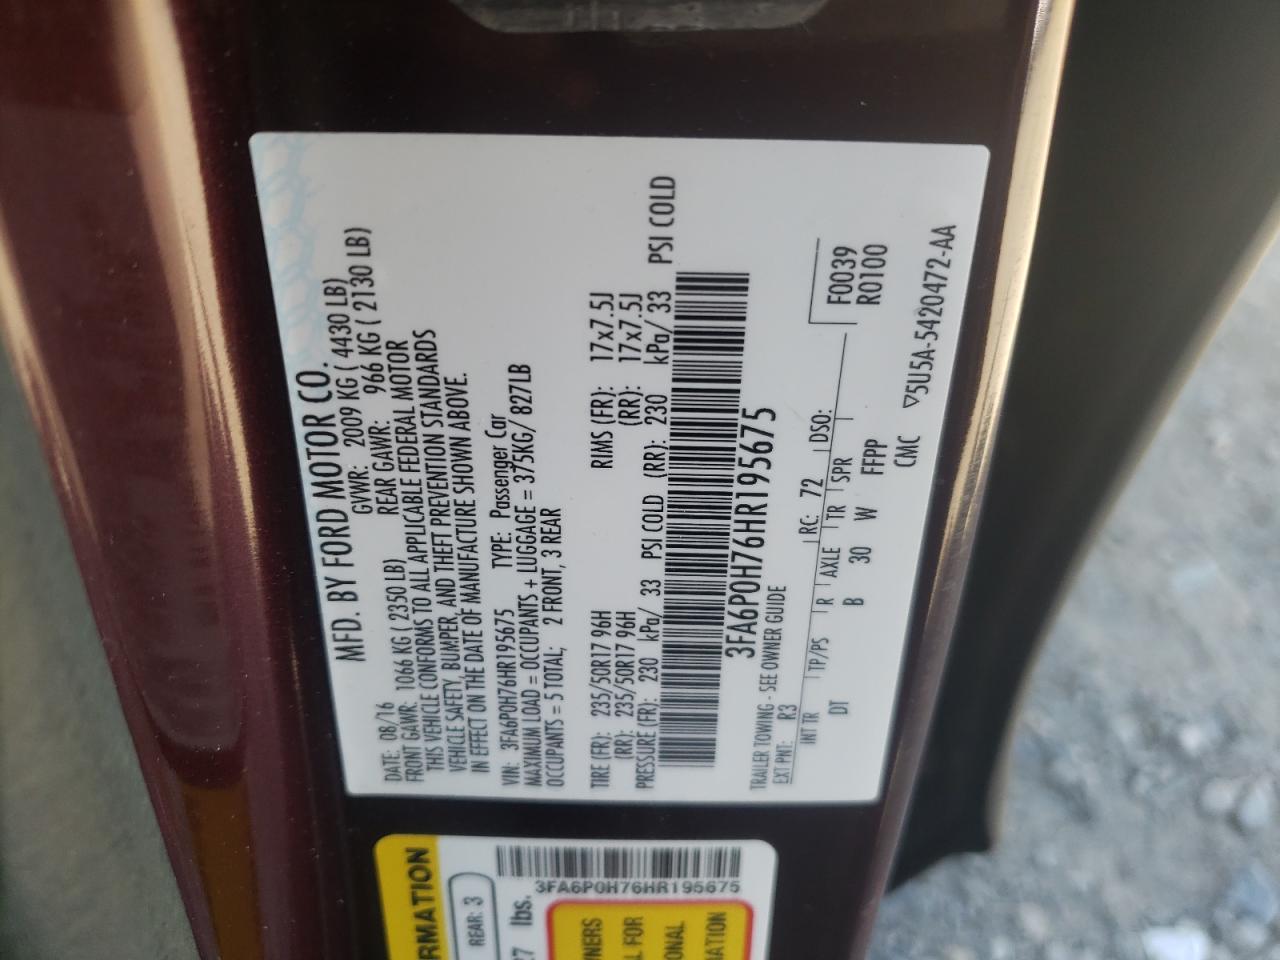 MFD. BY FORD MOTOR CO.
DATE: 08/16 GVWR: 2009 KG ( 4430 LB)
FRONT GAWR: 1066 KG ( 2350 LB) REAR GAWR: 966 KG ( 2130 LB)
THIS VEHICLE CONFORMS TO ALL APPLICABLE FEDERAL MOTOR
VEHICLE SAFETY, BUMPER, AND THEFT PREVENTION STANDARDS
IN EFFECT ON THE DATE OF MANUFACTURE SHOWN ABOVE.
VIN: 3FA6P0H76HR195675 TYPE: Passenger Car
MAXIMUM LOAD = OCCUPANTS + LUGGAGE = 375KG/ 827LB
OCCUPANTS = 5 TOTAL; 2 FRONT, 3 REAR
TIRE (FR): 235/50R17 96H RIMS (FR): 17x7.5J
(RR): 235/50R17 96H (RR): 17x7.5J
PRESSURE (FR): 230 kPa/ 33 PSI COLD (RR): 230 kPa/ 33 PSI COLD
3FA6P0H76HR195675
TRAILER TOWING - SEE OWNER GUIDE
EXT PNT: R3 RC: 72 DSO: F0039
R0100
INT TR TP/PS R AXLE TR SPR
DT B 30 W FFPP
CMC ▽5U5A-5420472-AA
RMATION
REAR: 3
27 lbs.
3FA6P0H76HR195675
WNERS
L FOR
ONAL
MATION